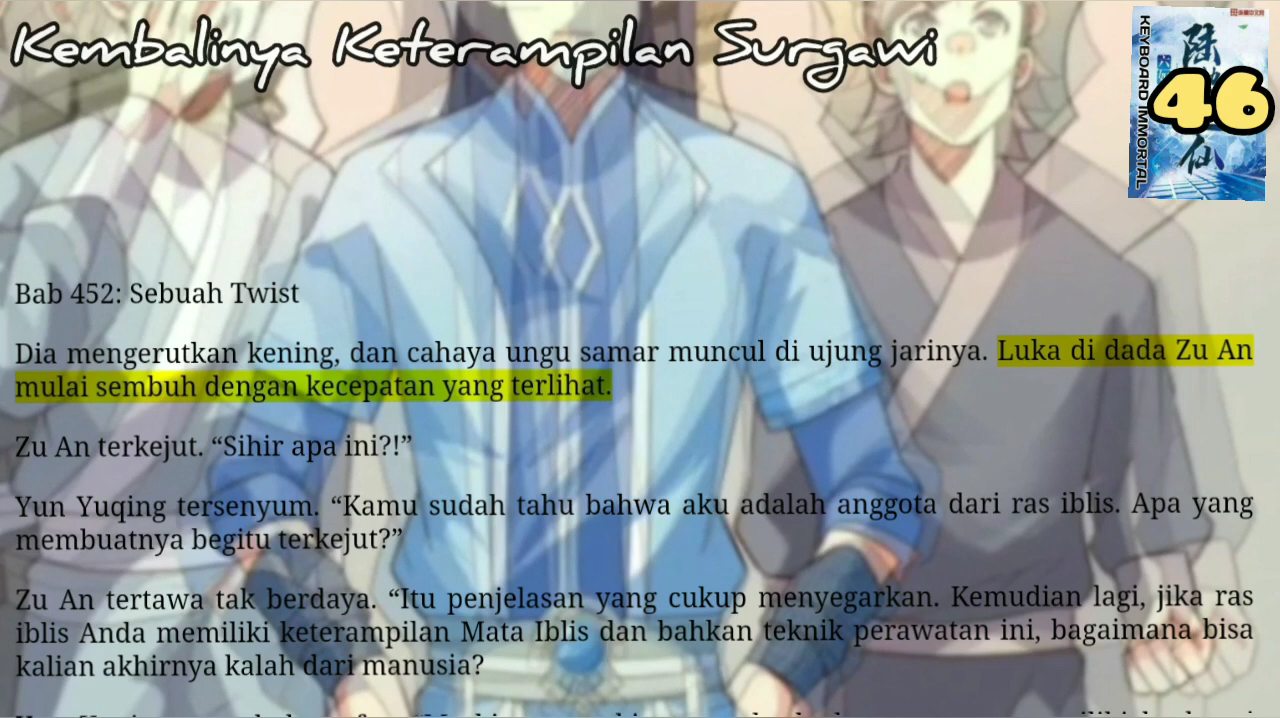 Kembalinya Keterampilan Surgawi
KEYBOARD IMMORTAL
46
Bab 452: Sebuah Twist
Dia mengerutkan kening, dan cahaya ungu samar muncul di ujung jarinya. Luka di dada Zu An
mulai sembuh dengan kecepatan yang terlihat.
Zu An terkejut. “Sihir apa ini?!”
Yun Yuqing tersenyum. “Kamu sudah tahu bahwa aku adalah anggota dari ras iblis. Apa yang
membuatnya begitu terkejut?”
Zu An tertawa tak berdaya. “Itu penjelasan yang cukup menyegarkan. Kemudian lagi, jika ras
iblis Anda memiliki keterampilan Mata Iblis dan bahkan teknik perawatan ini, bagaimana bisa
kalian akhirnya kalah dari manusia?